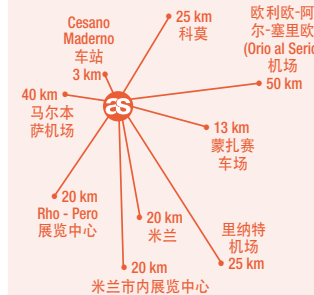 Cesano
Maderno
车站
3 km
25 km
科莫
欧利欧-阿
尔-塞里欧
(Orio al Serio)
机场
50 km
40 km
马尔本
萨机场
as
13 km
蒙扎赛
车场
20 km
Rho - Pero
展览中心
20 km
米兰
里纳特
机场
25 km
20 km
米兰市内展览中心